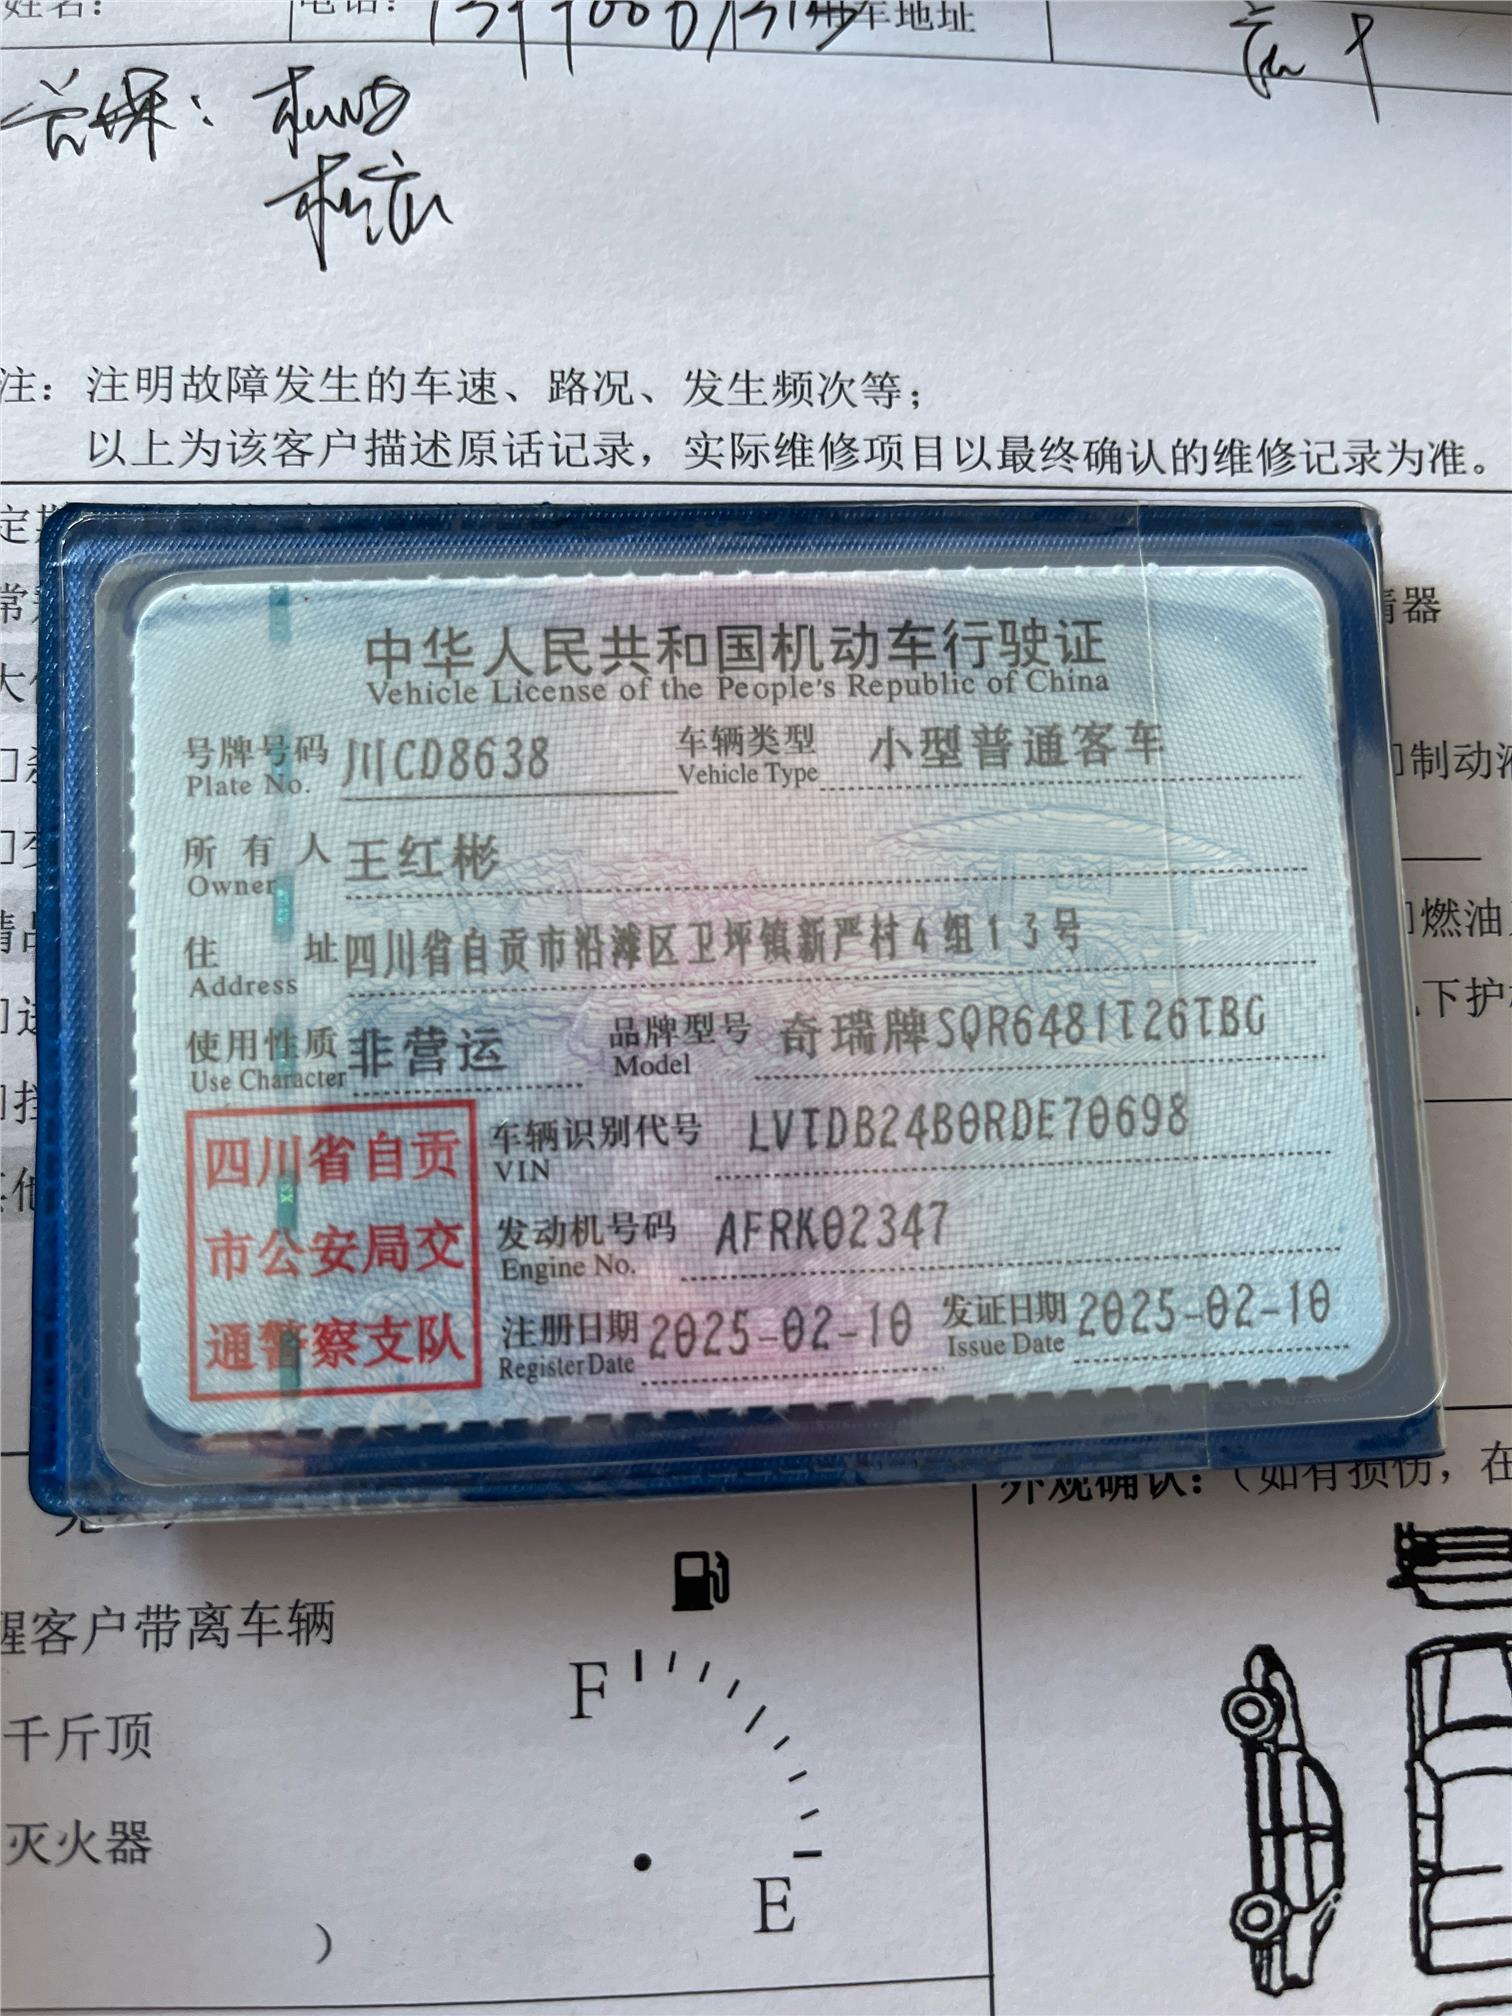 姓名：
电话：
车地址
注：注明故障发生的车速、路况、发生频次等；
以上为该客户描述原话记录，实际维修项目以最终确认的维修记录为准。
中华人民共和国机动车行驶证
Vehicle License of the People's Republic of China
号牌号码 川CD8638 车辆类型 小型普通客车
Plate No. Vehicle Type
所有人 王红彬
Owner
住址 四川省自贡市沿滩区卫坪镇新严村4组13号
Address
使用性质 非营运 品牌型号 奇瑞牌SQR6481T26TBG
Use Character Model
车辆识别代号 LVTDB24B0RDE70698
VIN
发动机号码 AFRK02347
Engine No.
注册日期 2025-02-10 发证日期 2025-02-10
Register Date Issue Date
四川省自贡
市公安局交
通警察支队
器
制动
燃油
下护
外观确认：（如有损伤，在
醒客户带离车辆
千斤顶
灭火器
F
E
）